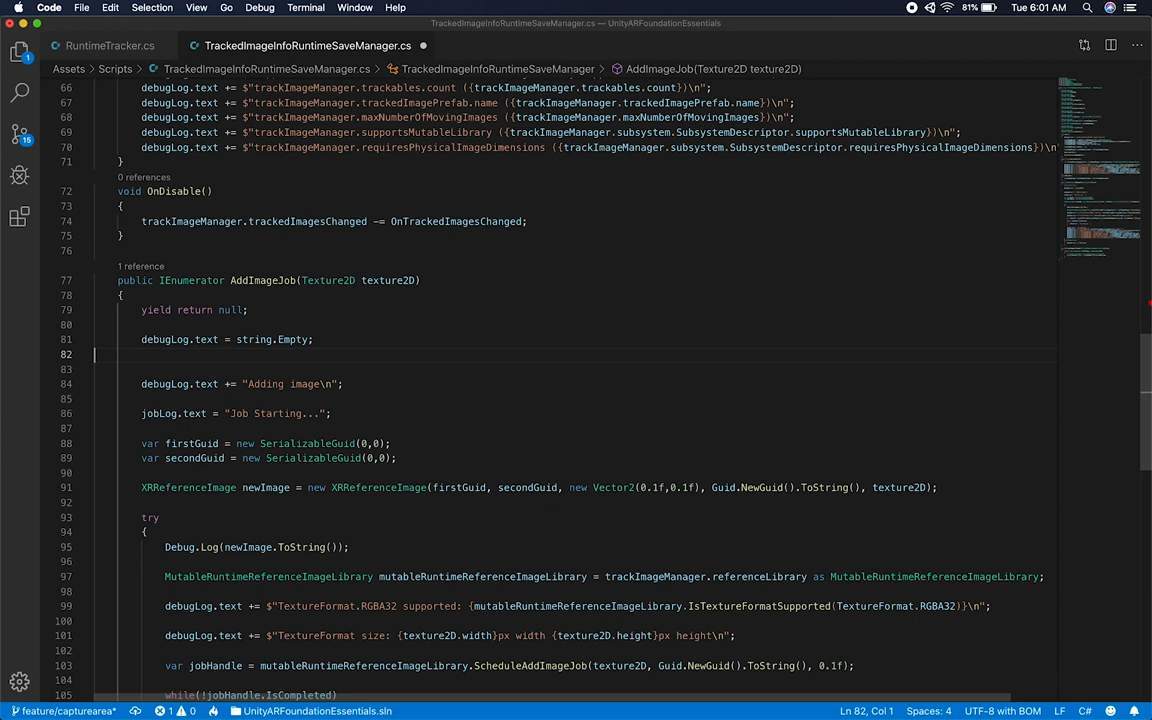 Code File Edit Selection View Go Debug Terminal Window Help 81% Tue 6:01 AM
TrackedImageInfoRuntimeSaveManager.cs — UnityARFoundationEssentials
RuntimeTracker.cs TrackedImageInfoRuntimeSaveManager.cs
Assets > Scripts > TrackedImageInfoRuntimeSaveManager.cs > TrackedImageInfoRuntimeSaveManager > AddImageJob(Texture2D texture2D)
66 debugLog.text += $"trackImageManager.trackables.count ({trackImageManager.trackables.count})\n";
67 debugLog.text += $"trackImageManager.trackedImagePrefab.name ({trackImageManager.trackedImagePrefab.name})\n";
68 debugLog.text += $"trackImageManager.maxNumberOfMovingImages ({trackImageManager.maxNumberOfMovingImages})\n";
69 debugLog.text += $"trackImageManager.supportsMutableLibrary ({trackImageManager.subsystem.SubsystemDescriptor.supportsMutableLibrary})\n";
70 debugLog.text += $"trackImageManager.requiresPhysicalImageDimensions ({trackImageManager.subsystem.SubsystemDescriptor.requiresPhysicalImageDimensions})\n"
71 }
0 references
72 void OnDisable()
73 {
74 trackImageManager.trackedImagesChanged -= OnTrackedImagesChanged;
75 }
76
1 reference
77 public IEnumerator AddImageJob(Texture2D texture2D)
78 {
79 yield return null;
80
81 debugLog.text = string.Empty;
82
83
84 debugLog.text += "Adding image\n";
85
86 jobLog.text = "Job Starting...";
87
88 var firstGuid = new SerializableGuid(0,0);
89 var secondGuid = new SerializableGuid(0,0);
90
91 XRReferenceImage newImage = new XRReferenceImage(firstGuid, secondGuid, new Vector2(0.1f,0.1f), Guid.NewGuid().ToString(), texture2D);
92
93 try
94 {
95 Debug.Log(newImage.ToString());
96
97 MutableRuntimeReferenceImageLibrary mutableRuntimeReferenceImageLibrary = trackImageManager.referenceLibrary as MutableRuntimeReferenceImageLibrary;
98
99 debugLog.text += $"TextureFormat.RGBA32 supported: {mutableRuntimeReferenceImageLibrary.IsTextureFormatSupported(TextureFormat.RGBA32)}\n";
100
101 debugLog.text += $"TextureFormat size: {texture2D.width}px width {texture2D.height}px height\n";
102
103 var jobHandle = mutableRuntimeReferenceImageLibrary.ScheduleAddImageJob(texture2D, Guid.NewGuid().ToString(), 0.1f);
104
105 while(!jobHandle.IsCompleted)
1
15
feature/capturearea* 1 0 UnityARFoundationEssentials.sln Ln 82, Col 1 Spaces: 4 UTF-8 with BOM LF C#